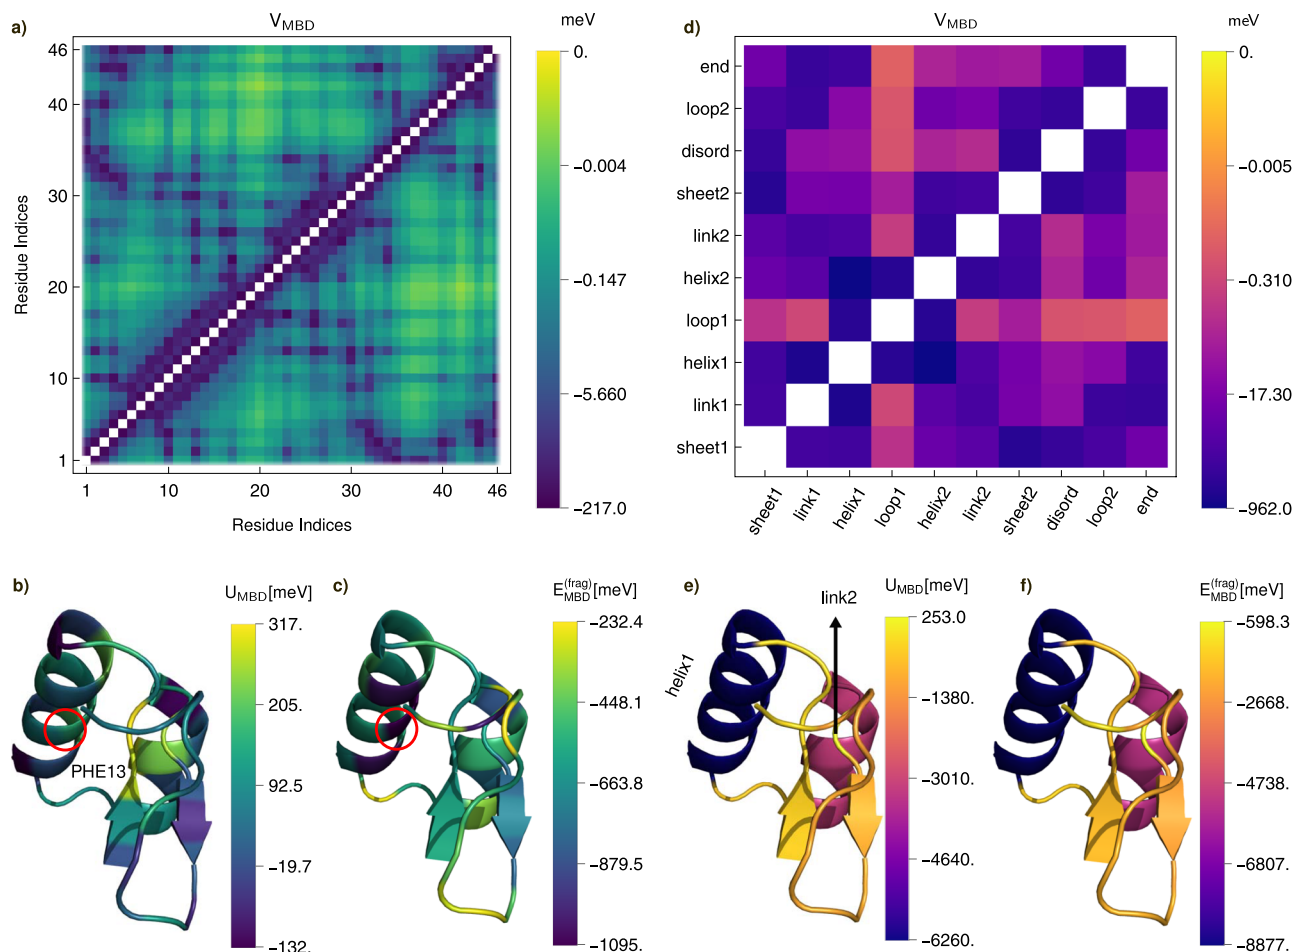 a)
V_MBD
meV
46
40
30
20
10
1
Residue Indices
1
10
20
30
40
46
Residue Indices
0.
−0.004
−0.147
−5.660
−217.0
d)
V_MBD
meV
end
loop2
disord
sheet2
link2
helix2
loop1
helix1
link1
sheet1
sheet1
link1
helix1
loop1
helix2
link2
sheet2
disord
loop2
end
0.
−0.005
−0.310
−17.30
−962.0
b)
PHE13
U_MBD[meV]
317.
205.
92.5
−19.7
−132.
c)
E_MBD^(frag)[meV]
−232.4
−448.1
−663.8
−879.5
−1095.
e)
helix1
link2
U_MBD[meV]
253.0
−1380.
−3010.
−4640.
−6260.
f)
E_MBD^(frag)[meV]
−598.3
−2668.
−4738.
−6807.
−8877.